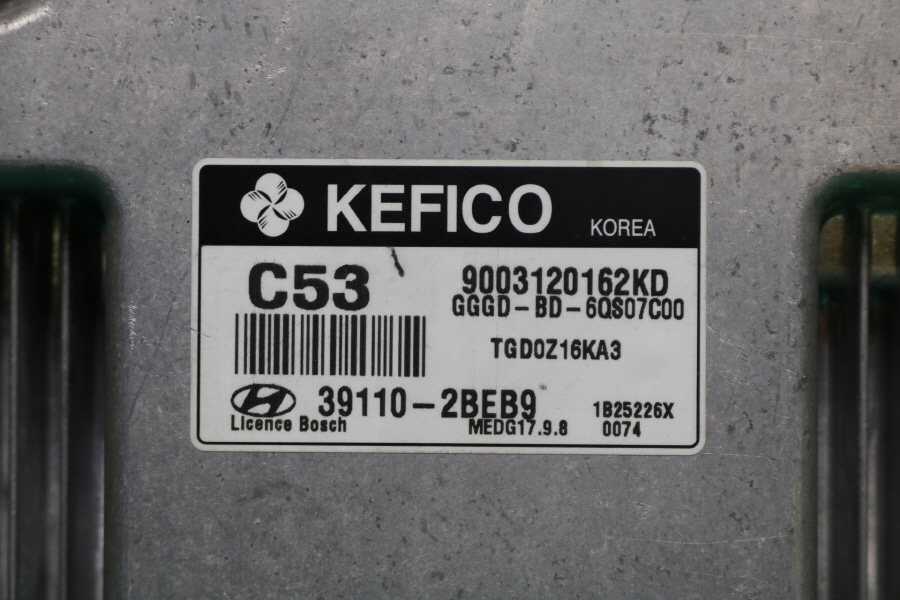 KEFICO KOREA
C53 9003120162KD
GGGD-BD-6QS07C00
TGD0Z16KA3
39110-2BEB9 1B25226X
Licence Bosch MEDG17.9.8 0074